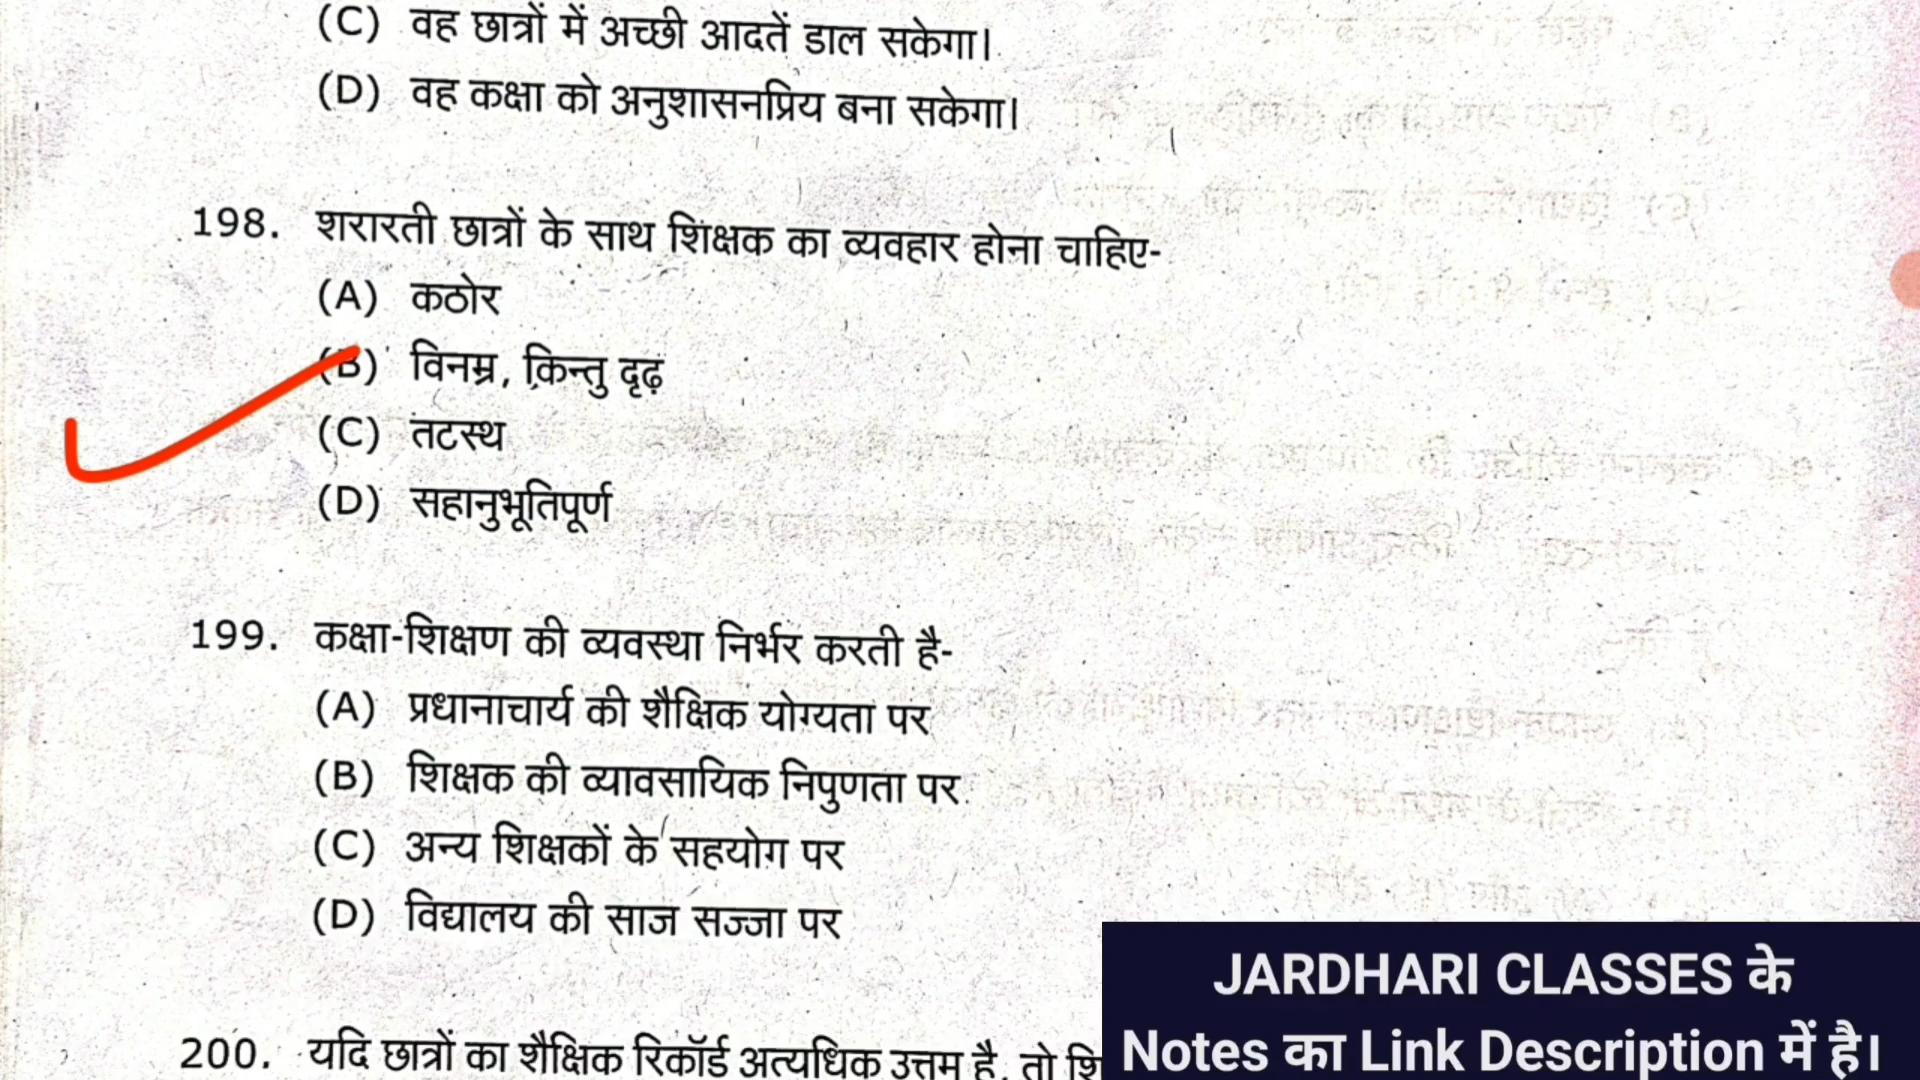 (C) वह छात्रों में अच्छी आदतें डाल सकेगा।
(D) वह कक्षा को अनुशासनप्रिय बना सकेगा।
198. शरारती छात्रों के साथ शिक्षक का व्यवहार होना चाहिए-
(A) कठोर
(B) विनम्र, किन्तु दृढ़
(C) तटस्थ
(D) सहानुभूतिपूर्ण
199. कक्षा-शिक्षण की व्यवस्था निर्भर करती है-
(A) प्रधानाचार्य की शैक्षिक योग्यता पर
(B) शिक्षक की व्यावसायिक निपुणता पर
(C) अन्य शिक्षकों के सहयोग पर
(D) विद्यालय की साज सज्जा पर
200. यदि छात्रों का शैक्षिक रिकॉर्ड अत्यधिक उत्तम है, तो
JARDHARI CLASSES के
Notes का Link Description में है।